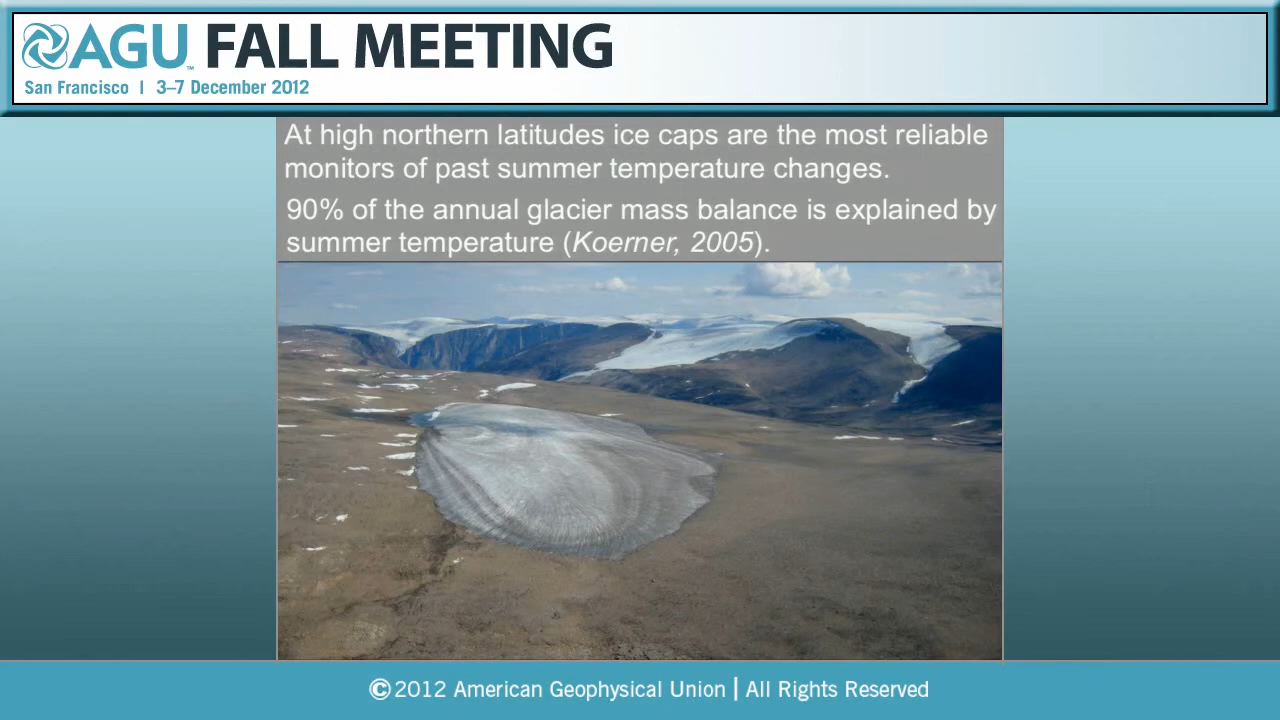 AGU™ FALL MEETING
San Francisco | 3–7 December 2012
At high northern latitudes ice caps are the most reliable
monitors of past summer temperature changes.
90% of the annual glacier mass balance is explained by
summer temperature (Koerner, 2005).
©2012 American Geophysical Union | All Rights Reserved